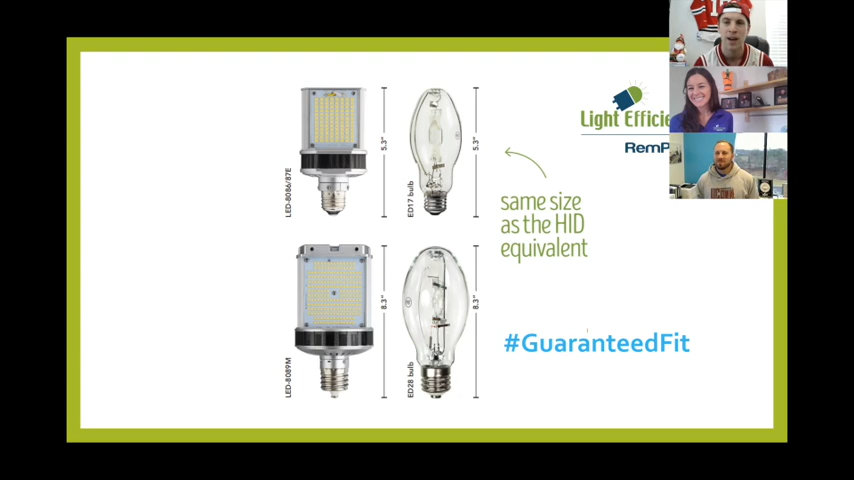 LED-8086/87E
5.3"
ED17 bulb
5.3"
Light Efficie
RemP
same size
as the HID
equivalent
LED-8089M
8.3"
ED28 bulb
8.3"
#GuaranteedFit